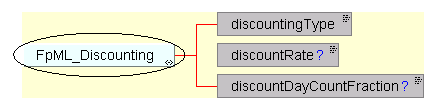 discountingType
FpML_Discounting
discountRate ?
discountDayCountFraction ?